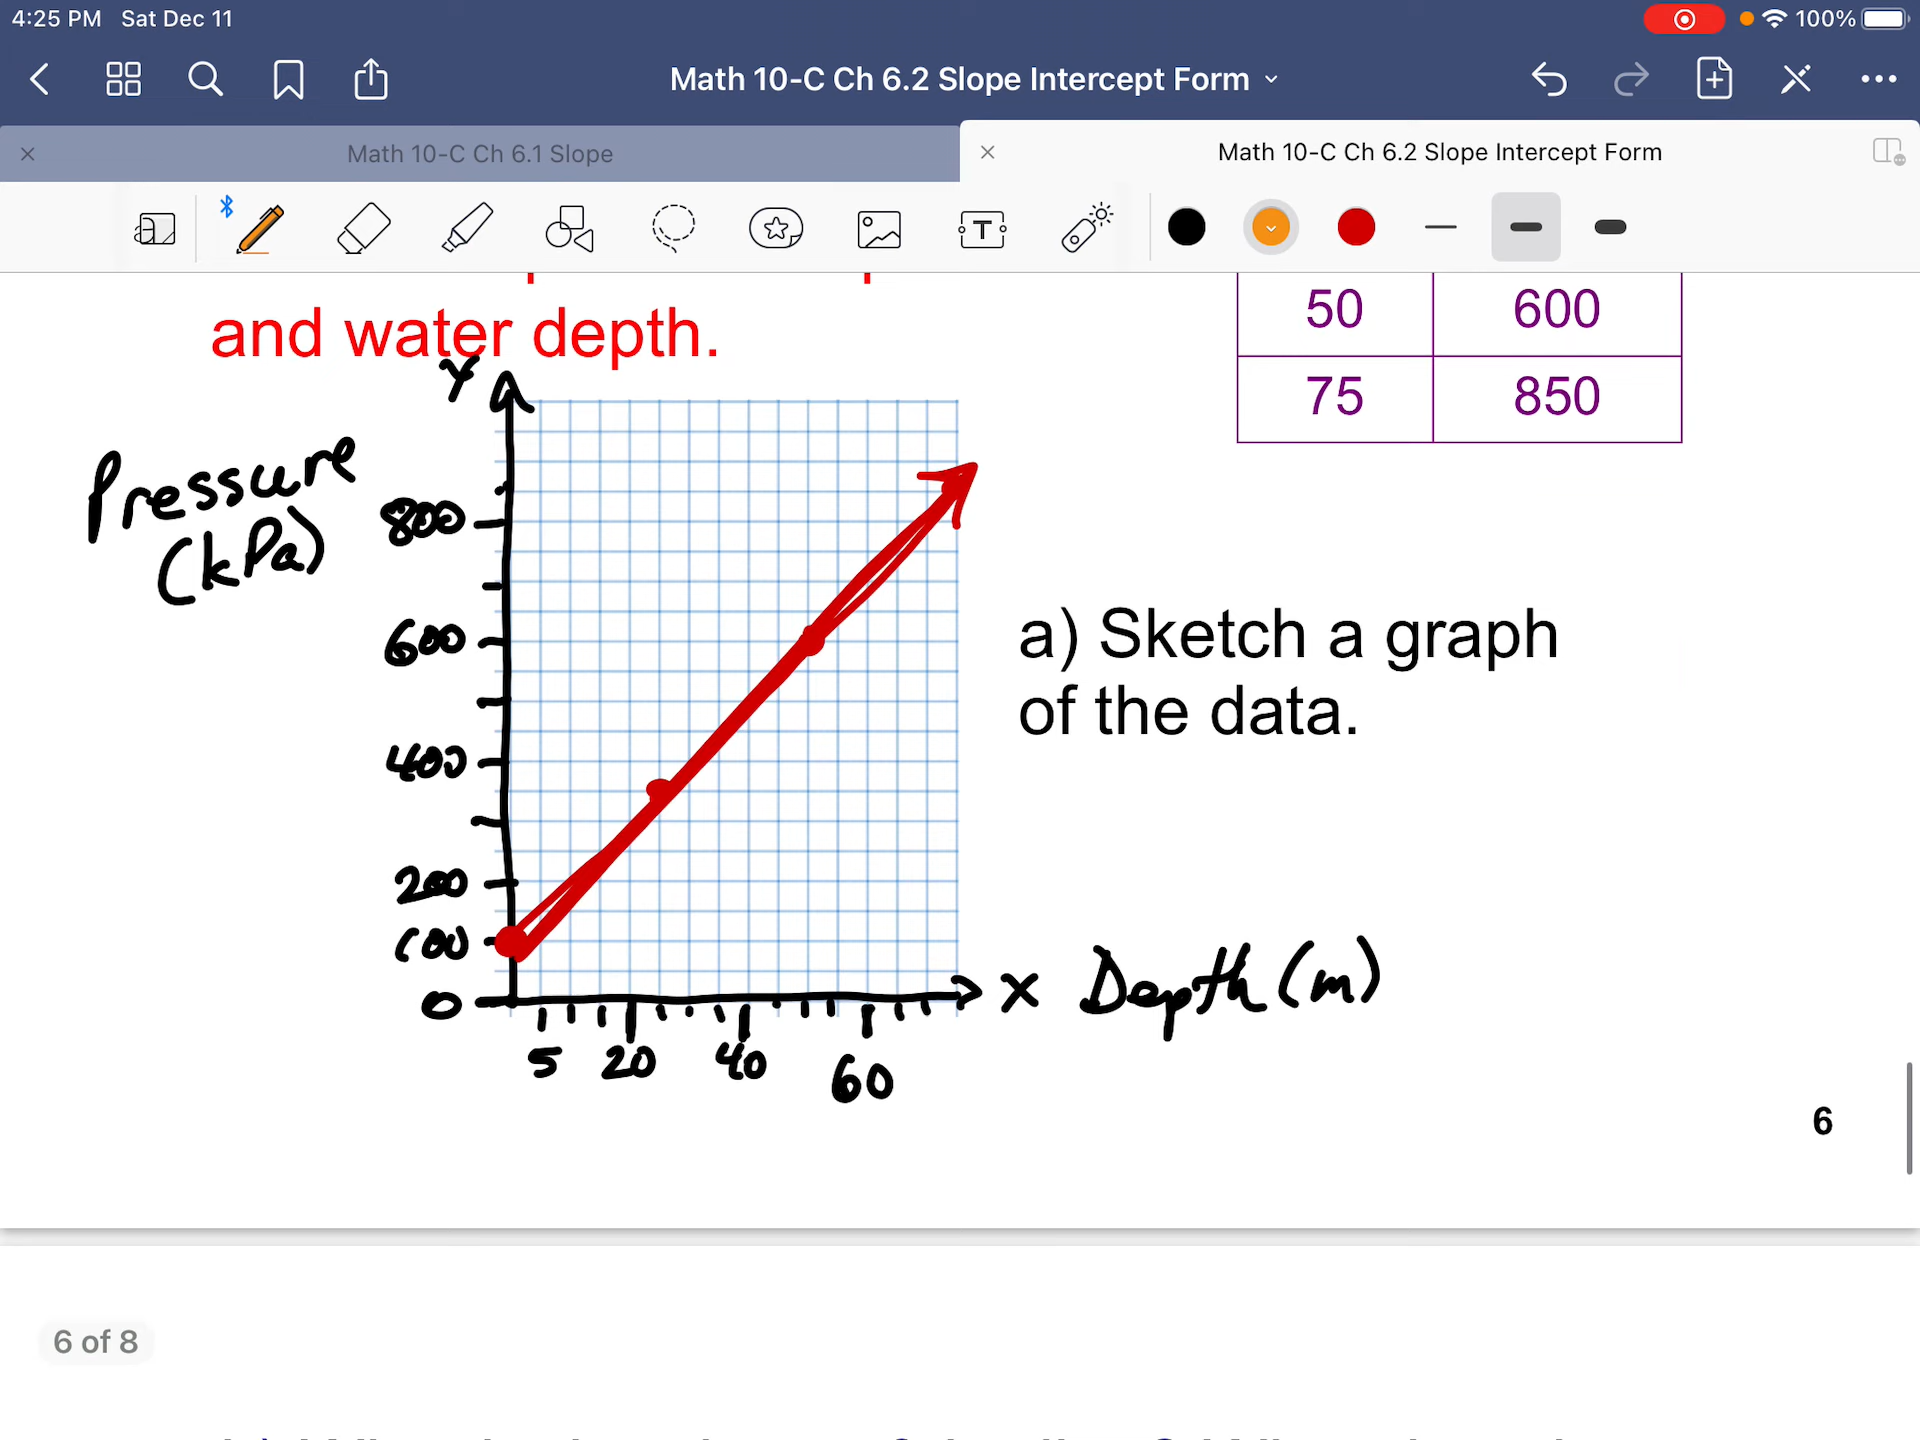 4:25 PM Sat Dec 11
100%
Math 10-C Ch 6.2 Slope Intercept Form
Math 10-C Ch 6.1 Slope
Math 10-C Ch 6.2 Slope Intercept Form
and water depth.
50 600
75 850
Y
Pressure
(kPa)
800
600
400
200
100
0
5 20 40 60
X Depth (m)
a) Sketch a graph
of the data.
6
6 of 8